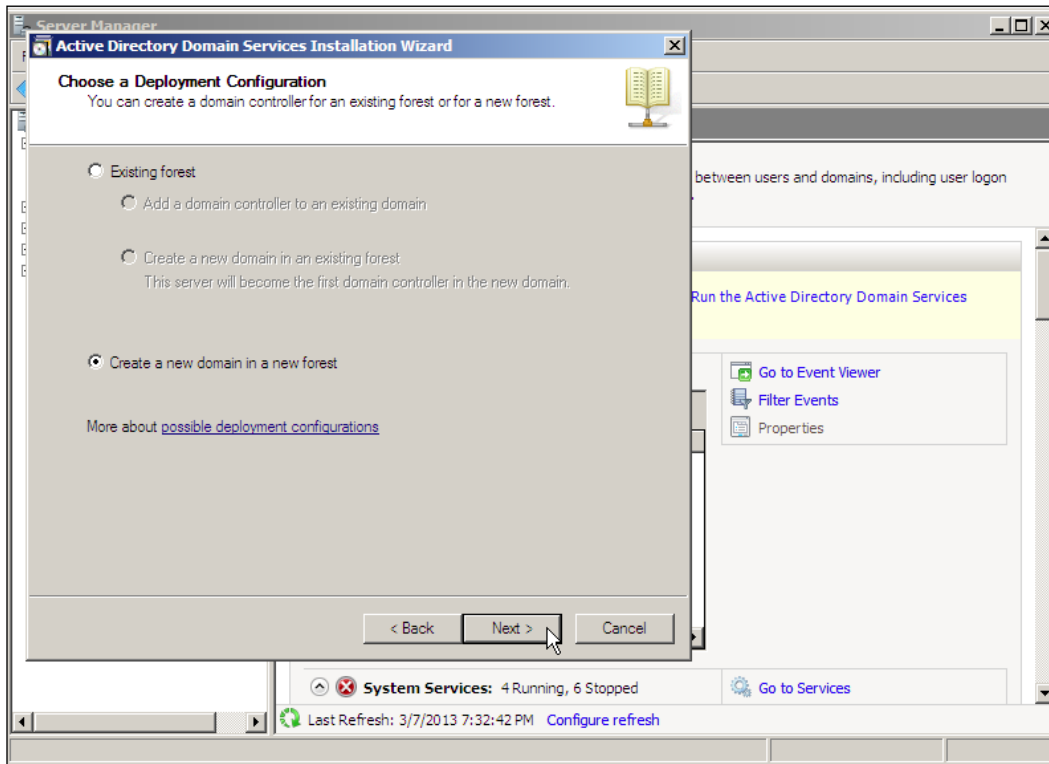 Server Manager
Active Directory Domain Services Installation Wizard
Choose a Deployment Configuration
You can create a domain controller for an existing forest or for a new forest.
Existing forest
Add a domain controller to an existing domain
Create a new domain in an existing forest
This server will become the first domain controller in the new domain.
Create a new domain in a new forest
More about possible deployment configurations
< Back
Next >
Cancel
between users and domains, including user logon
Run the Active Directory Domain Services
Go to Event Viewer
Filter Events
Properties
System Services: 4 Running, 6 Stopped
Go to Services
Last Refresh: 3/7/2013 7:32:42 PM Configure refresh